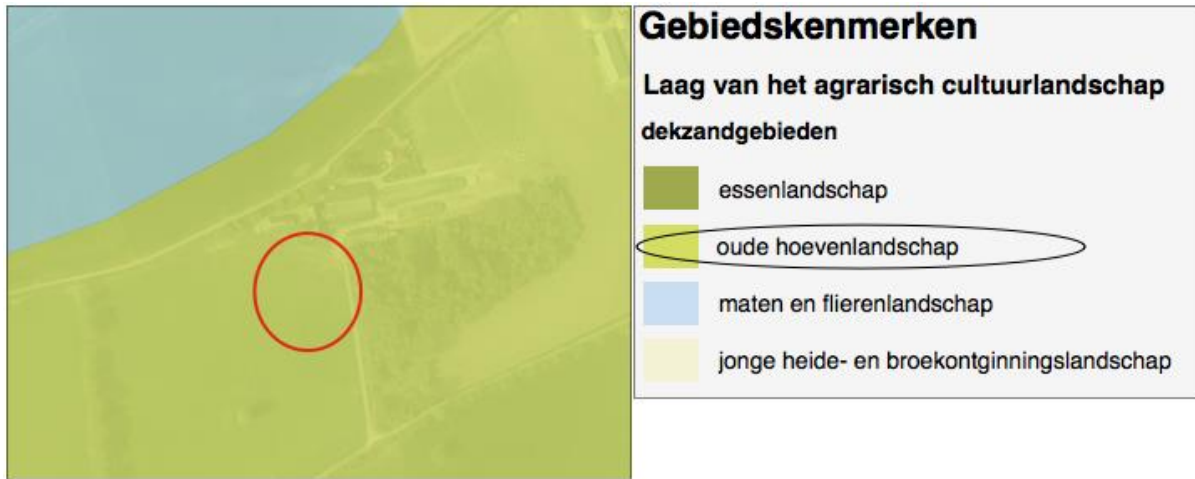 Gebiedskenmerken
Laag van het agrarisch cultuurlandschap
dekzandgebieden
essenlandschap
oude hoevenlandschap
maten en flierenlandschap
jonge heide- en broekontginningslandschap